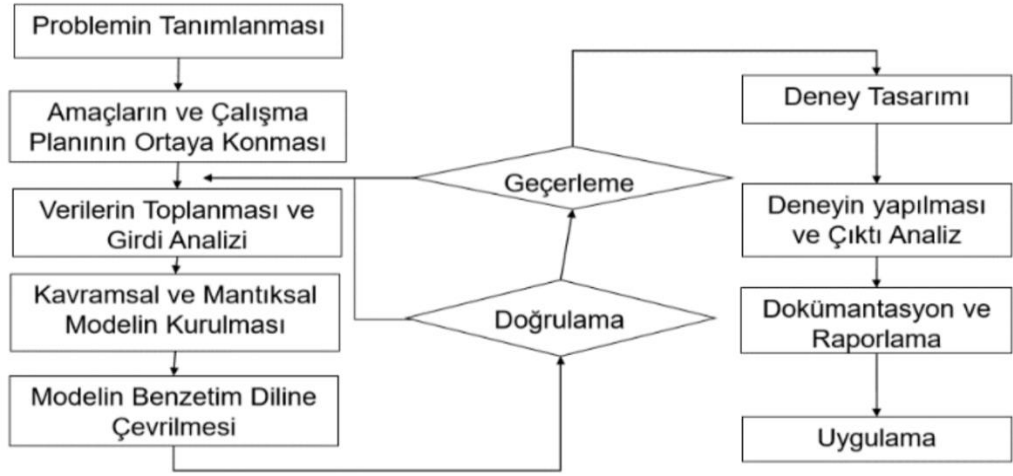 Problemin Tanımlanması
Amaçların ve Çalışma
Planının Ortaya Konması
Verilerin Toplanması ve
Girdi Analizi
Kavramsal ve Mantıksal
Modelin Kurulması
Modelin Benzetim Diline
Çevrilmesi
Doğrulama
Geçerleme
Deney Tasarımı
Deneyin yapılması
ve Çıktı Analiz
Dokümantasyon ve
Raporlama
Uygulama